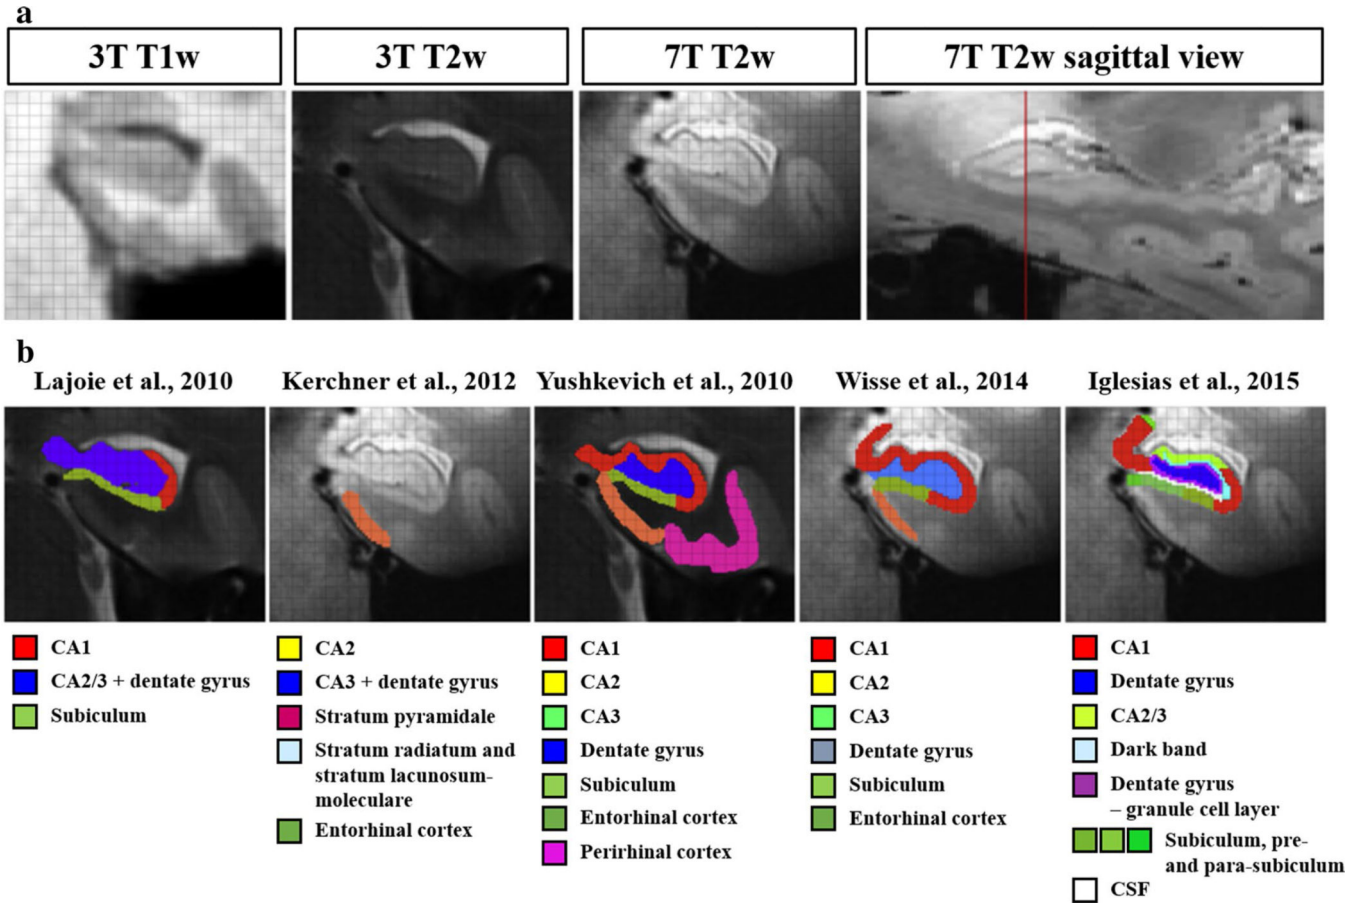 a
3T T1w
3T T2w
7T T2w
7T T2w sagittal view
b
Lajoie et al., 2010
Kerchner et al., 2012
Yushkevich et al., 2010
Wisse et al., 2014
Iglesias et al., 2015
CA1
CA2/3 + dentate gyrus
Subiculum
CA2
CA3 + dentate gyrus
Stratum pyramidale
Stratum radiatum and
stratum lacunosum-
moleculare
Entorhinal cortex
CA1
CA2
CA3
Dentate gyrus
Subiculum
Entorhinal cortex
Perirhinal cortex
CA1
CA2
CA3
Dentate gyrus
Subiculum
Entorhinal cortex
CA1
Dentate gyrus
CA2/3
Dark band
Dentate gyrus
– granule cell layer
Subiculum, pre-
and para-subiculum
CSF